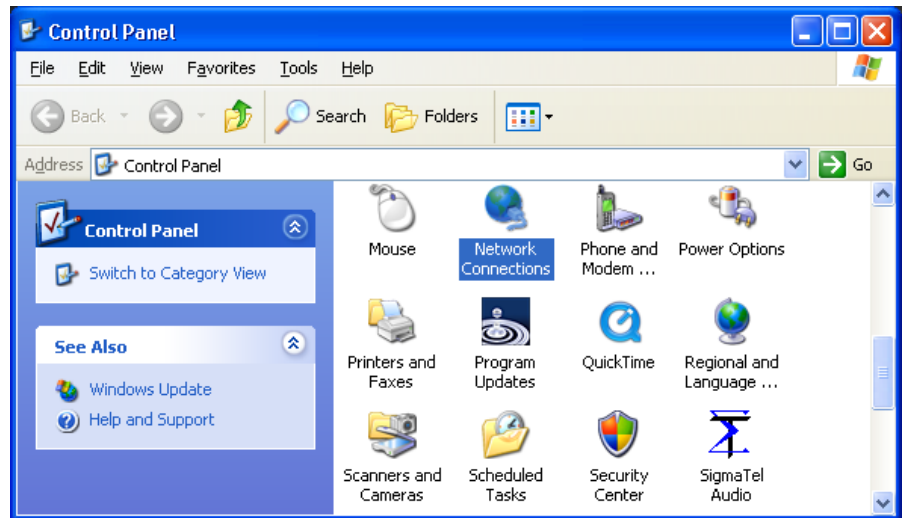 Control Panel
File Edit View Favorites Tools Help
Back Search Folders
Address Control Panel Go
Control Panel
Switch to Category View
See Also
Windows Update
Help and Support
Mouse
Network
Connections
Phone and
Modem ...
Power Options
Printers and
Faxes
Program
Updates
QuickTime
Regional and
Language ...
Scanners and
Cameras
Scheduled
Tasks
Security
Center
SigmaTel
Audio